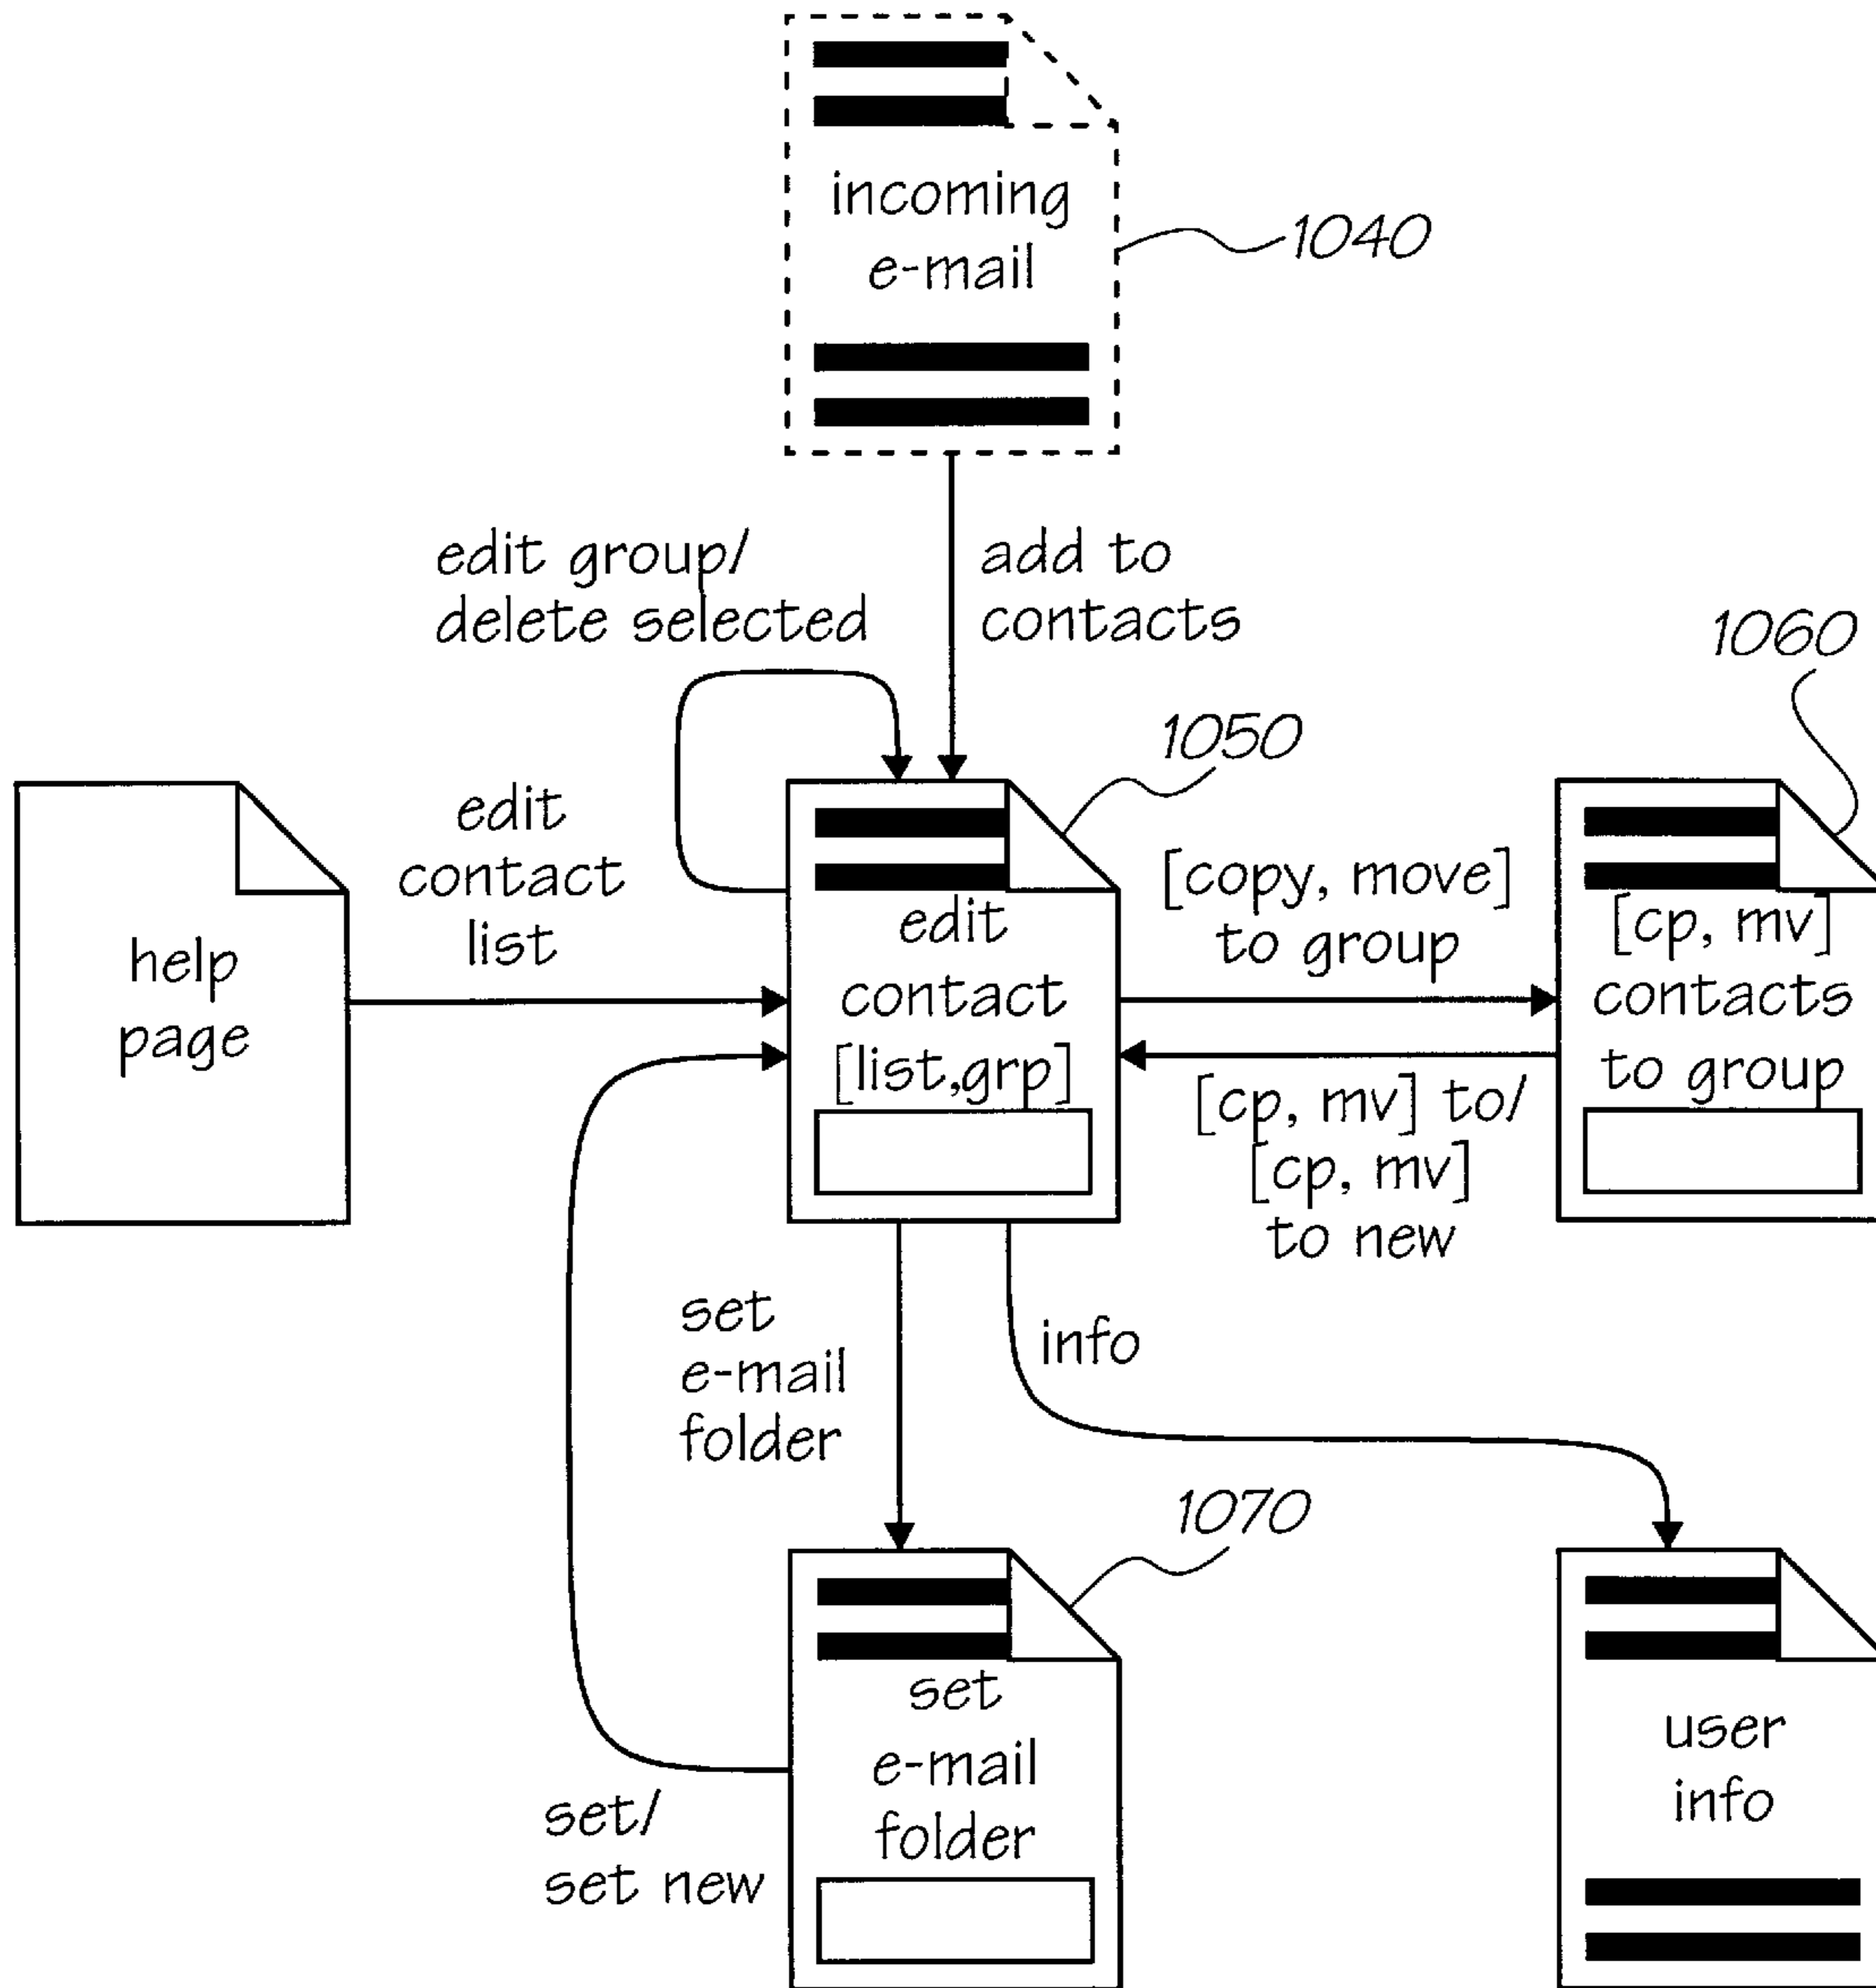 incoming
e-mail
1040
edit group/
delete selected
add to
contacts
1060
1050
help
page
edit
contact
list
edit
contact
[list,grp]
[copy, move]
to group
[cp, mv] to/
[cp, mv]
to new
[cp, mv]
contacts
to group
set
e-mail
folder
info
1070
set/
set new
set
e-mail
folder
user
info